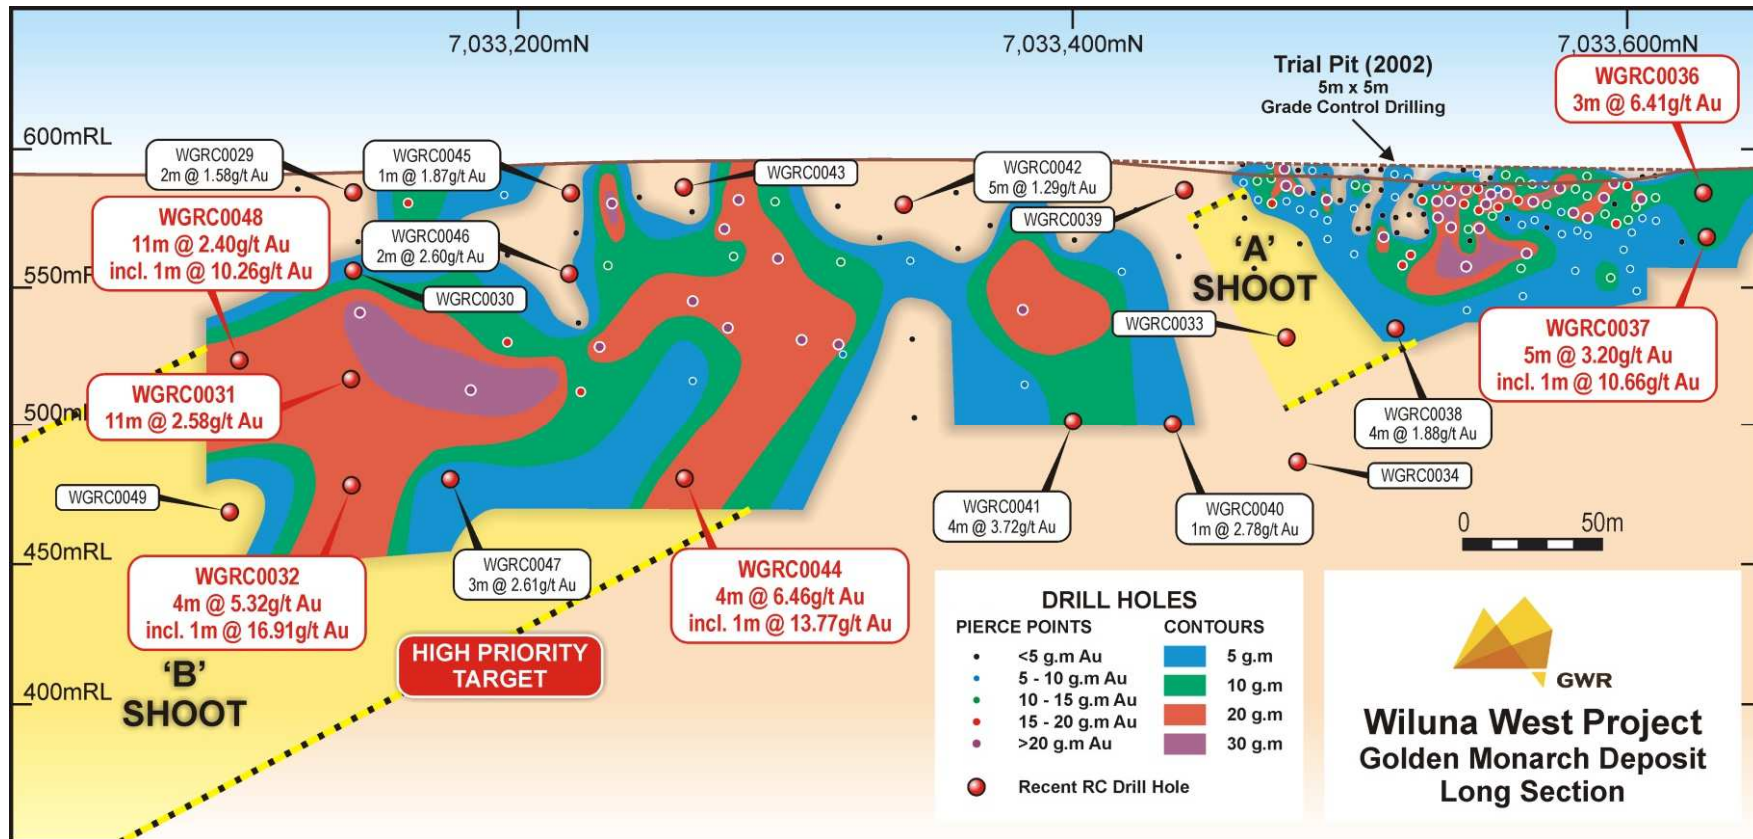 7,033,200mN
7,033,400mN
7,033,600mN
600mRL
550mRL
500mRL
450mRL
400mRL
WGRC0029
2m @ 1.58g/t Au
WGRC0045
1m @ 1.87g/t Au
WGRC0043
WGRC0042
5m @ 1.29g/t Au
WGRC0039
Trial Pit (2002)
5m x 5m
Grade Control Drilling
WGRC0036
3m @ 6.41g/t Au
WGRC0048
11m @ 2.40g/t Au
incl. 1m @ 10.26g/t Au
WGRC0046
2m @ 2.60g/t Au
WGRC0030
'A'
SHOOT
WGRC0033
WGRC0037
5m @ 3.20g/t Au
incl. 1m @ 10.66g/t Au
WGRC0031
11m @ 2.58g/t Au
WGRC0038
4m @ 1.88g/t Au
WGRC0034
WGRC0049
WGRC0041
4m @ 3.72g/t Au
WGRC0040
1m @ 2.78g/t Au
0 50m
WGRC0032
4m @ 5.32g/t Au
incl. 1m @ 16.91g/t Au
WGRC0047
3m @ 2.61g/t Au
WGRC0044
4m @ 6.46g/t Au
incl. 1m @ 13.77g/t Au
HIGH PRIORITY
TARGET
'B'
SHOOT
DRILL HOLES
PIERCE POINTS CONTOURS
<5 g.m Au 5 g.m
5 - 10 g.m Au 10 g.m
10 - 15 g.m Au
15 - 20 g.m Au 20 g.m
>20 g.m Au 30 g.m
Recent RC Drill Hole
GWR
Wiluna West Project
Golden Monarch Deposit
Long Section